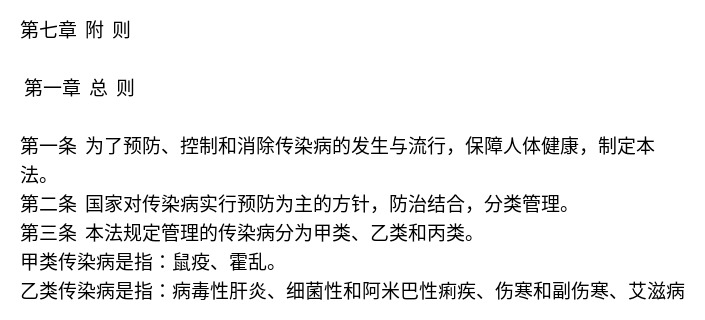 第七章 附 则
第一章 总 则
第一条 为了预防、控制和消除传染病的发生与流行，保障人体健康，制定本
法。
第二条 国家对传染病实行预防为主的方针，防治结合，分类管理。
第三条 本法规定管理的传染病分为甲类、乙类和丙类。
甲类传染病是指：鼠疫、霍乱。
乙类传染病是指：病毒性肝炎、细菌性和阿米巴性痢疾、伤寒和副伤寒、艾滋病